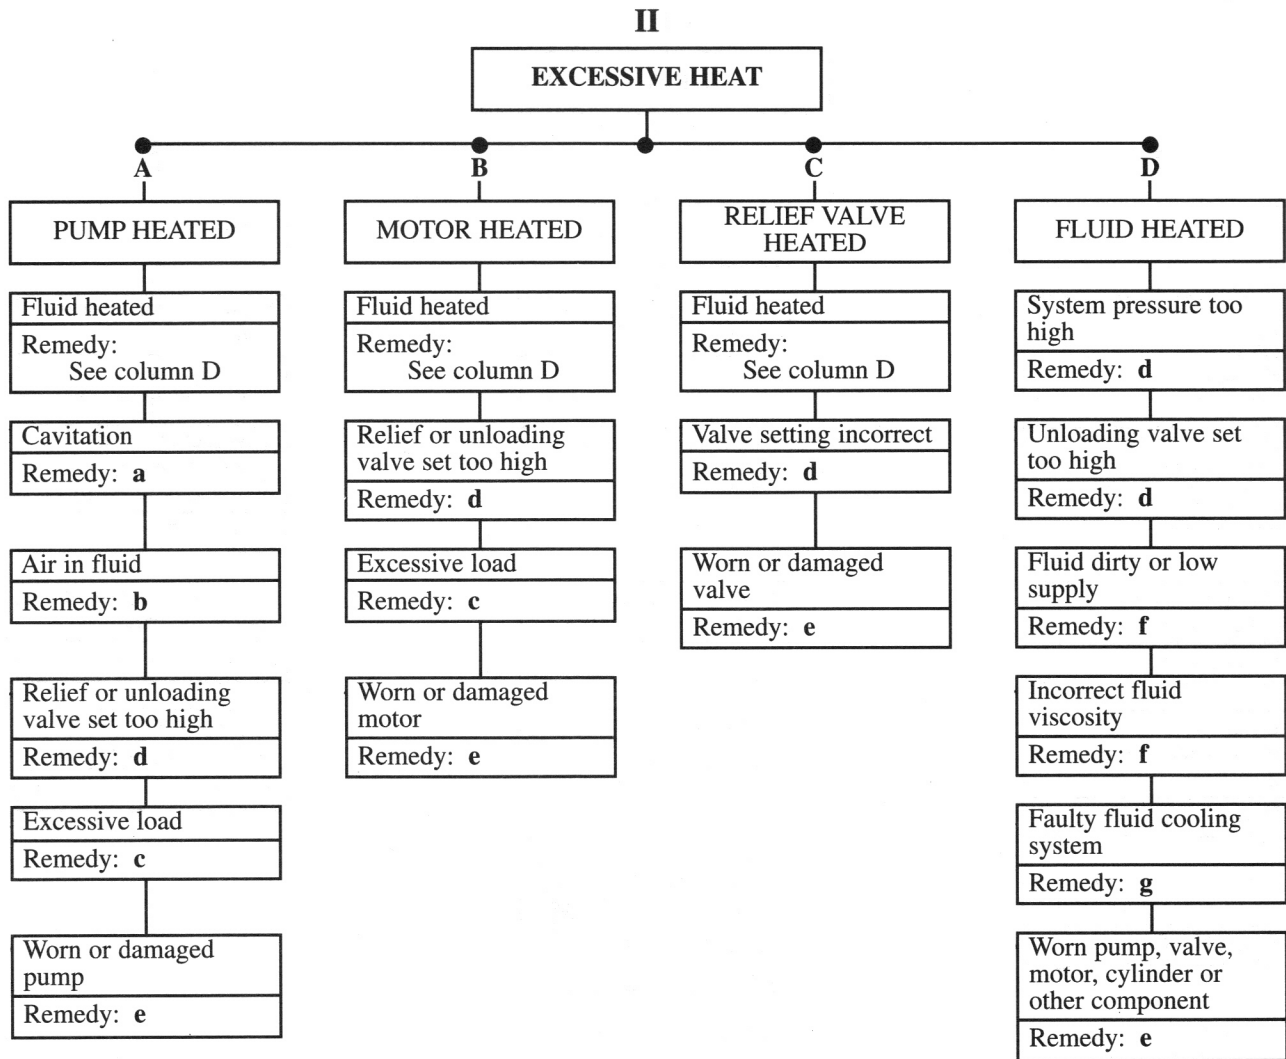 II
EXCESSIVE HEAT
A
PUMP HEATED
Fluid heated
Remedy:
See column D
Cavitation
Remedy: a
Air in fluid
Remedy: b
Relief or unloading
valve set too high
Remedy: d
Excessive load
Remedy: c
Worn or damaged
pump
Remedy: e
B
MOTOR HEATED
Fluid heated
Remedy:
See column D
Relief or unloading
valve set too high
Remedy: d
Excessive load
Remedy: c
Worn or damaged
motor
Remedy: e
C
RELIEF VALVE
HEATED
Fluid heated
Remedy:
See column D
Valve setting incorrect
Remedy: d
Worn or damaged
valve
Remedy: e
D
FLUID HEATED
System pressure too
high
Remedy: d
Unloading valve set
too high
Remedy: d
Fluid dirty or low
supply
Remedy: f
Incorrect fluid
viscosity
Remedy: f
Faulty fluid cooling
system
Remedy: g
Worn pump, valve,
motor, cylinder or
other component
Remedy: e